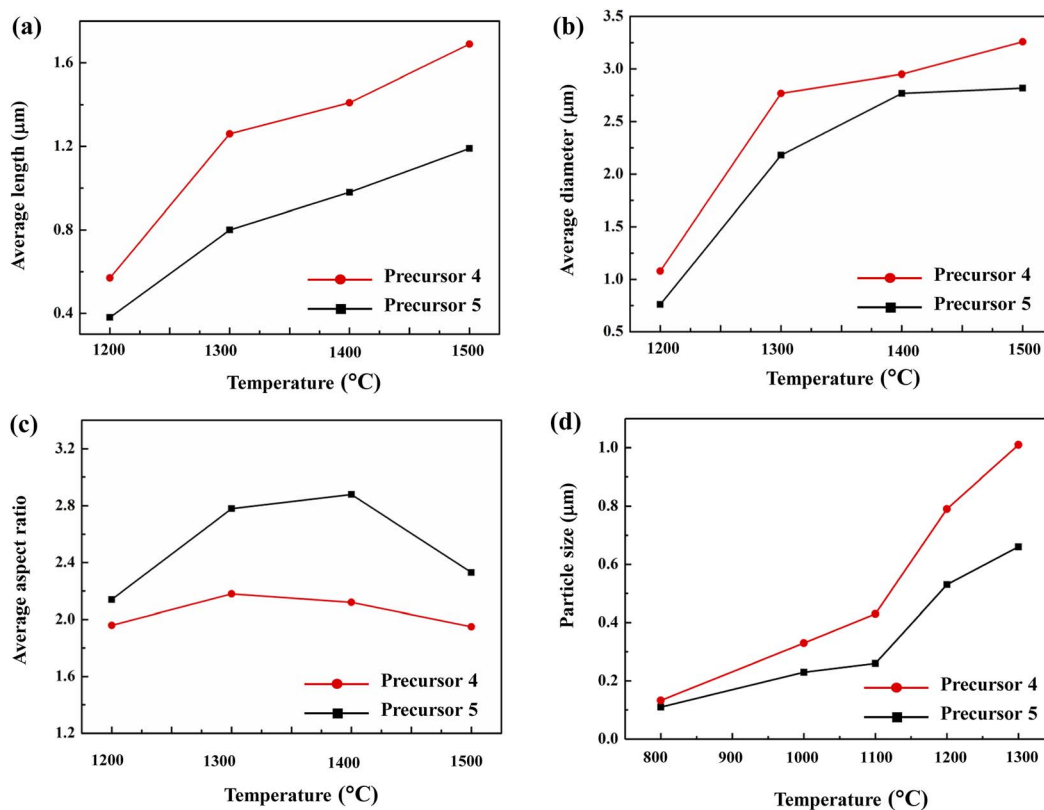 (a)
Average length (μm)
1.6
1.2
0.8
0.4
Precursor 4
Precursor 5
1200 1300 1400 1500
Temperature (°C)
(b)
Average diameter (μm)
3.5
3.0
2.5
2.0
1.5
1.0
0.5
Precursor 4
Precursor 5
1200 1300 1400 1500
Temperature (°C)
(c)
Average aspect ratio
3.2
2.8
2.4
2.0
1.6
1.2
Precursor 4
Precursor 5
1200 1300 1400 1500
Temperature (°C)
(d)
Particle size (μm)
1.0
0.8
0.6
0.4
0.2
0.0
Precursor 4
Precursor 5
800 900 1000 1100 1200 1300
Temperature (°C)